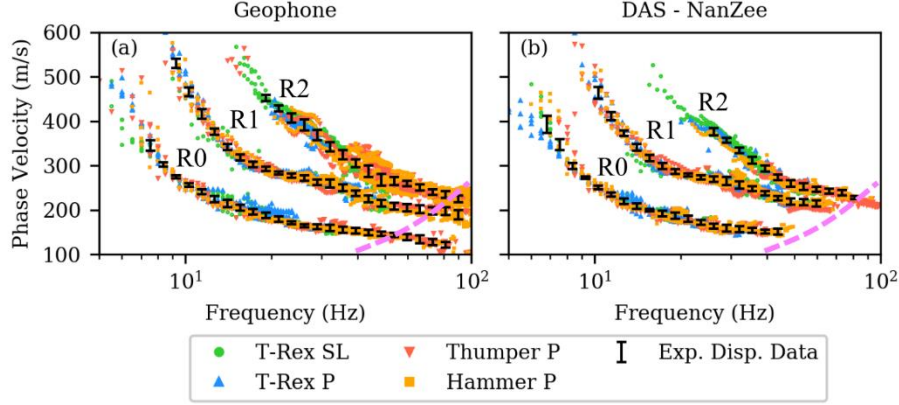 Geophone
DAS - NanZee
Phase Velocity (m/s)
600
500
400
300
200
100
(a)
R0
R1
R2
10¹
10²
Frequency (Hz)
(b)
R0
R1
R2
10¹
10²
Frequency (Hz)
T-Rex SL
T-Rex P
Thumper P
Hammer P
Exp. Disp. Data